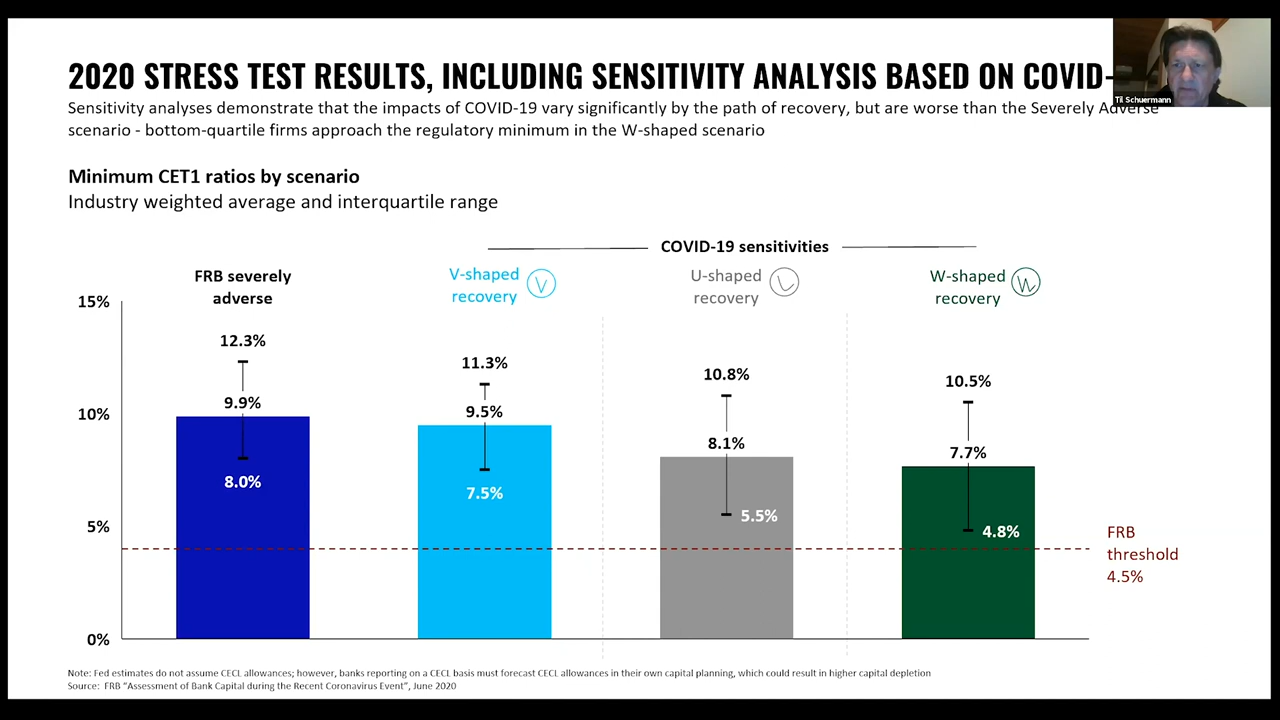 2020 STRESS TEST RESULTS, INCLUDING SENSITIVITY ANALYSIS BASED ON COVID-
Til Schuermann
Sensitivity analyses demonstrate that the impacts of COVID-19 vary significantly by the path of recovery, but are worse than the Severely Adverse
scenario - bottom-quartile firms approach the regulatory minimum in the W-shaped scenario
Minimum CET1 ratios by scenario
Industry weighted average and interquartile range
COVID-19 sensitivities
FRB severely
adverse
V-shaped
recovery
V
U-shaped
recovery
U
W-shaped
recovery
W
15%
10%
5%
0%
12.3%
9.9%
8.0%
11.3%
9.5%
7.5%
10.8%
8.1%
5.5%
10.5%
7.7%
4.8%
FRB
threshold
4.5%
Note: Fed estimates do not assume CECL allowances; however, banks reporting on a CECL basis must forecast CECL allowances in their own capital planning, which could result in higher capital depletion
Source: FRB "Assessment of Bank Capital during the Recent Coronavirus Event", June 2020